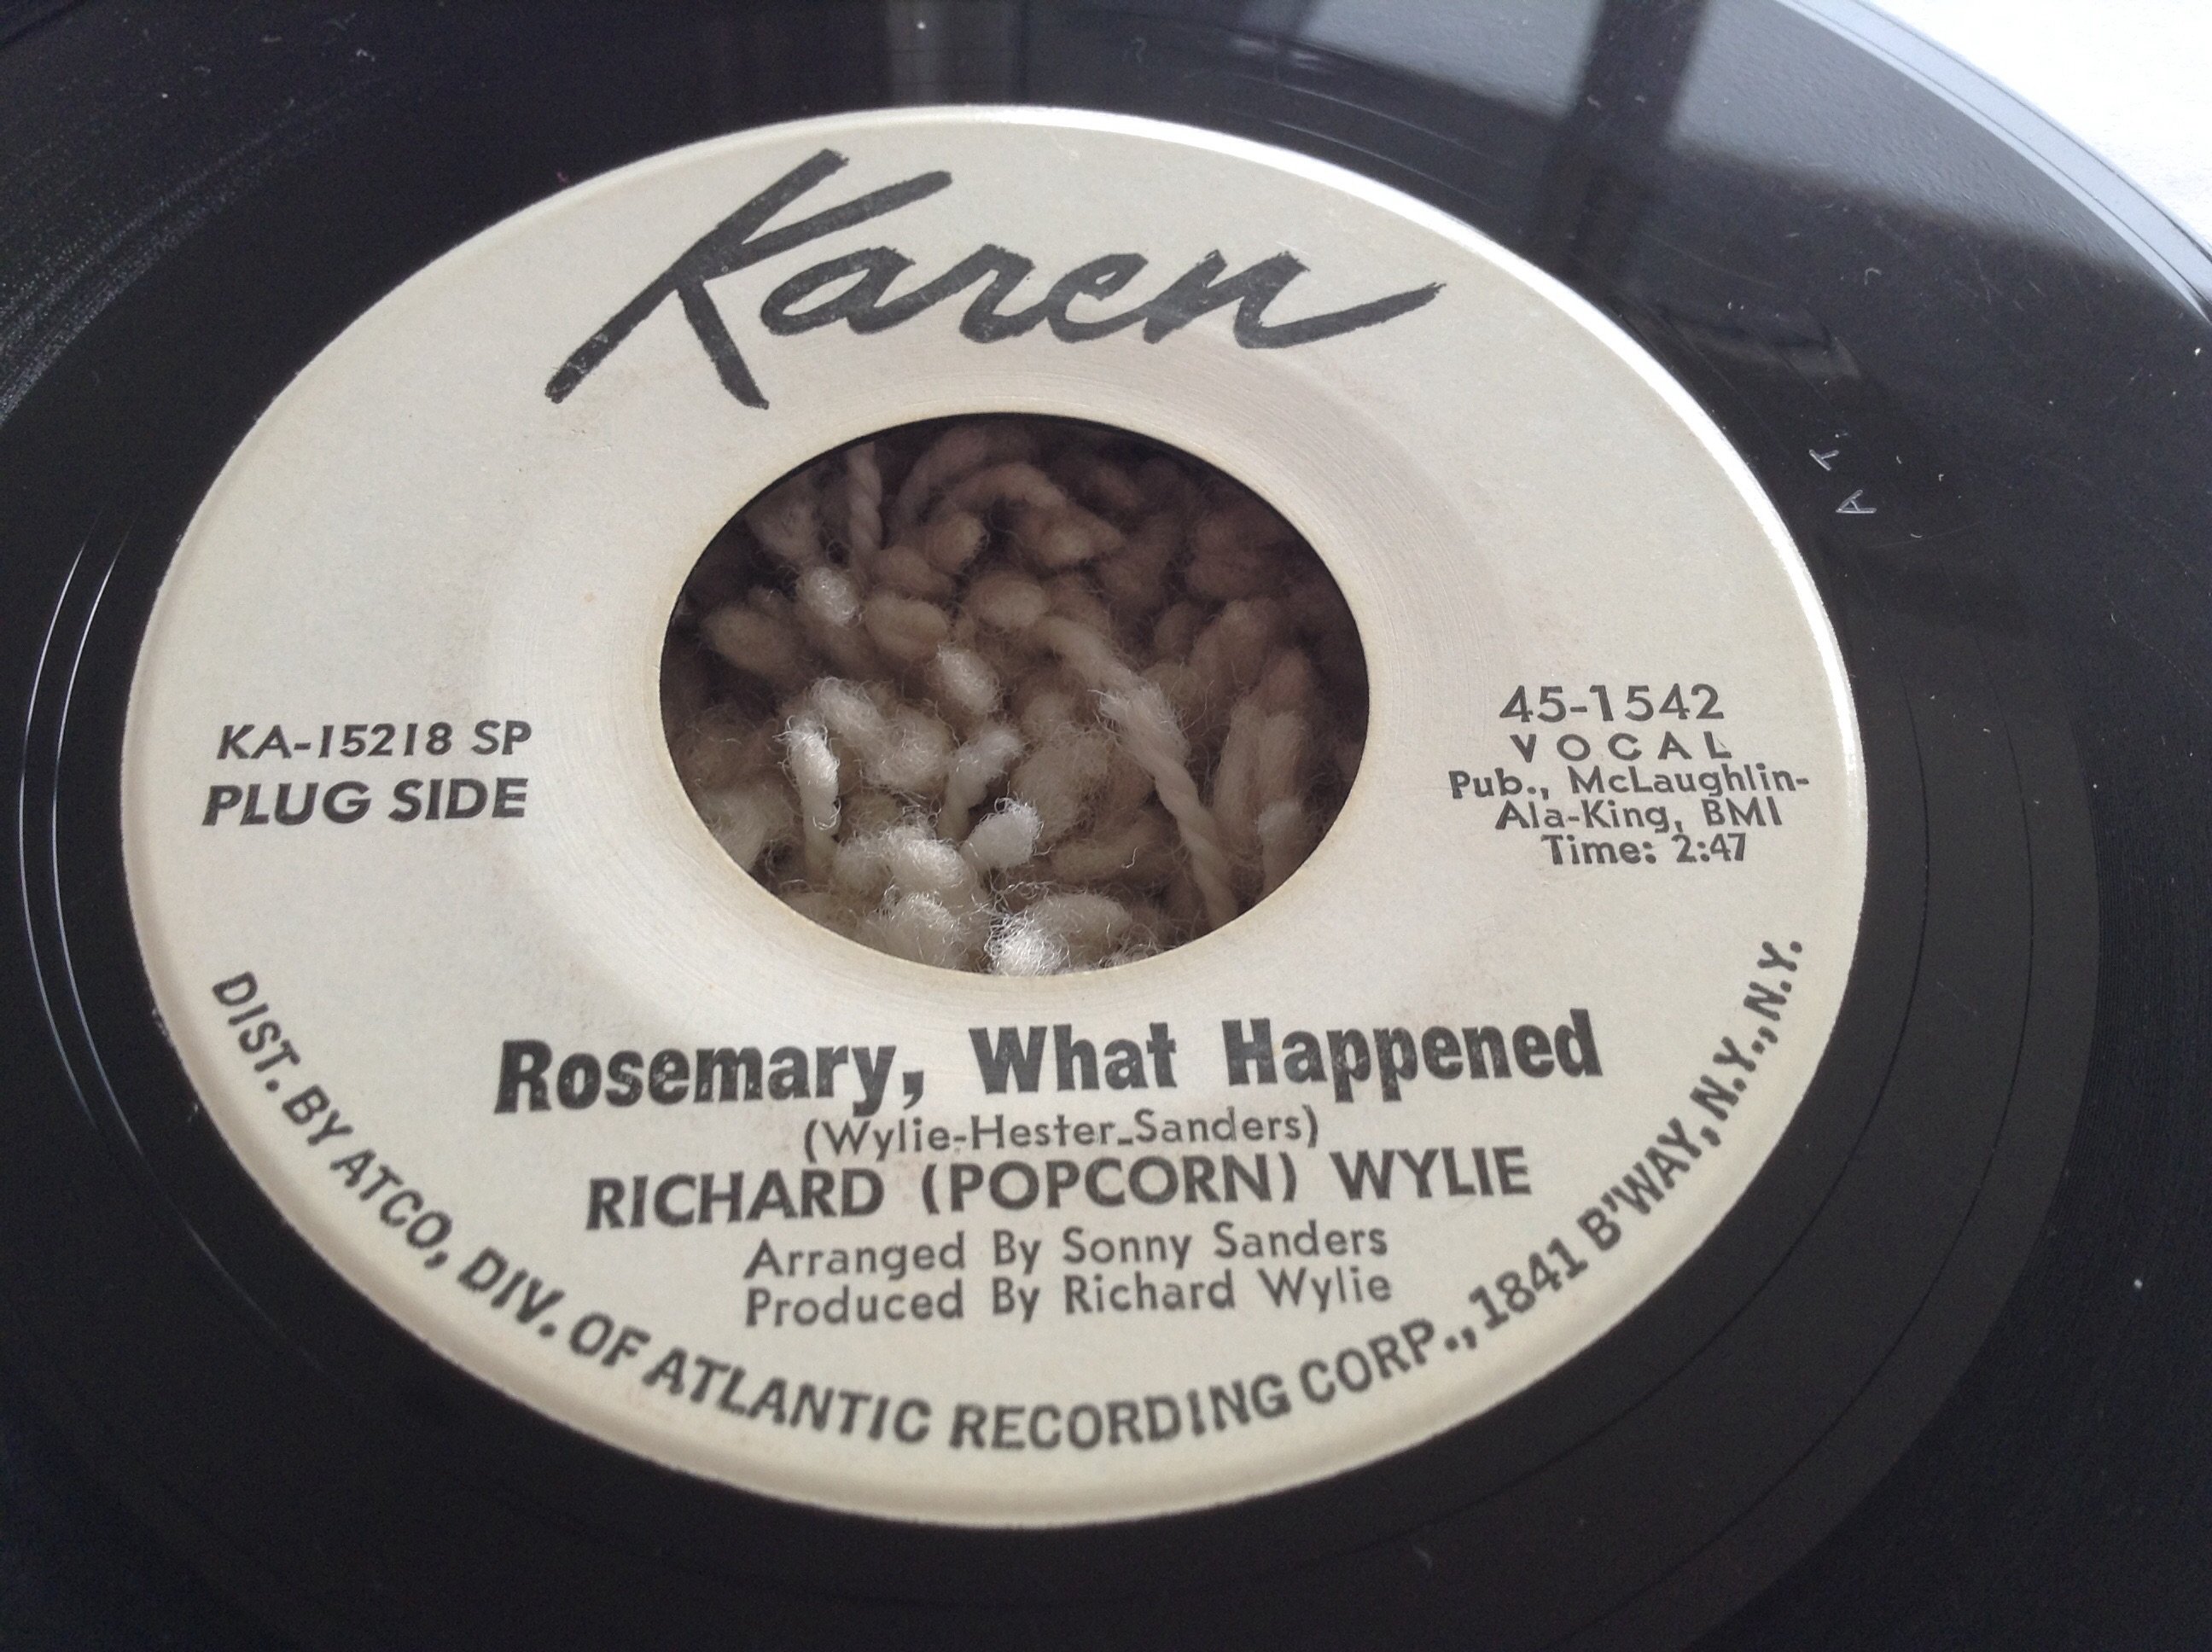 Karen
KA-15218 SP
PLUG SIDE
45-1542
VOCAL
Pub., McLaughlin-
Ala-King, BMI
Time: 2:47
Rosemary, What Happened
(Wylie-Hester-Sanders)
RICHARD (POPCORN) WYLIE
Arranged By Sonny Sanders
Produced By Richard Wylie
DIST. BY ATCO, DIV. OF ATLANTIC RECORDING CORP., 1841 B'WAY, N.Y., N.Y.